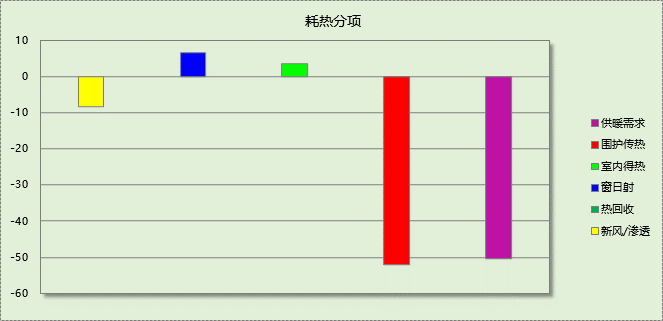 耗热分项
10
0
-10
-20
-30
-40
-50
-60
供暖需求
围护传热
室内得热
窗日射
热回收
新风/渗透